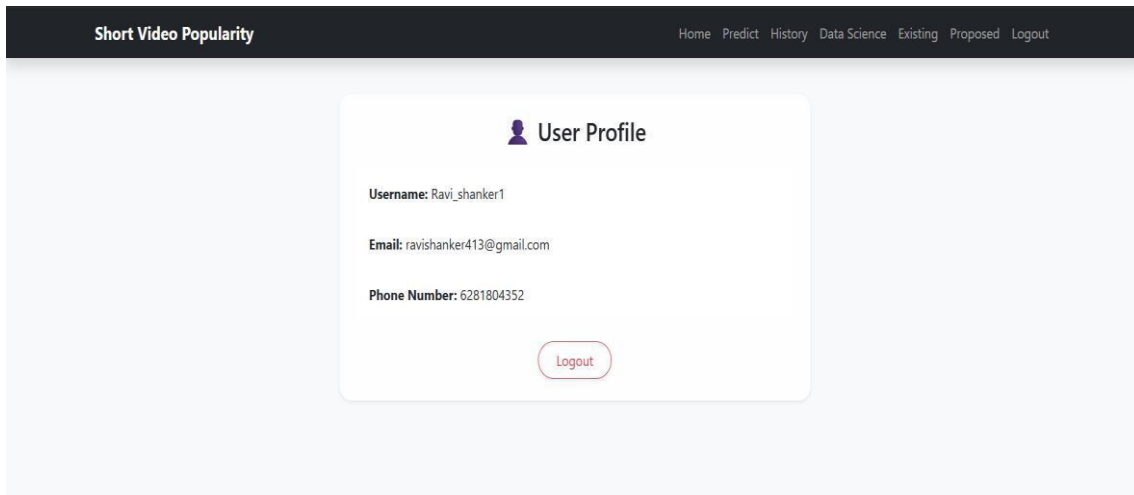 Short Video Popularity
Home Predict History Data Science Existing Proposed Logout
User Profile
Username: Ravi_shanker1
Email: ravishanker413@gmail.com
Phone Number: 6281804352
Logout